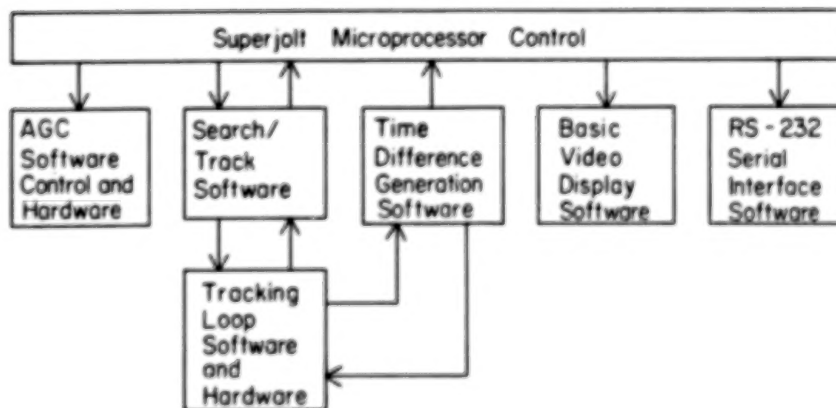 Superjolt Microprocessor Control
AGC
Software
Control and
Hardware
Search/
Track
Software
Time
Difference
Generation
Software
Basic
Video
Display
Software
RS-232
Serial
Interface
Software
Tracking
Loop
Software
and
Hardware